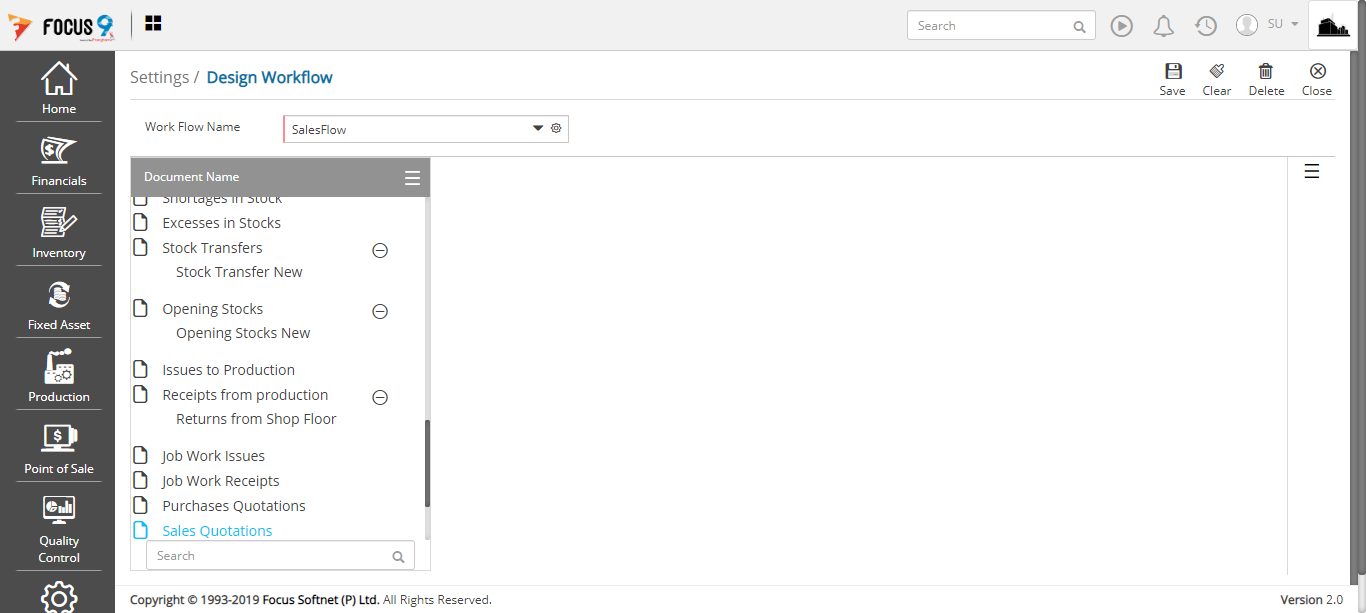 FOCUS 9
Search
SU
Home
Financials
Inventory
Fixed Asset
Production
Point of Sale
Quality
Control
Settings / Design Workflow
Save
Clear
Delete
Close
Work Flow Name
SalesFlow
Document Name
Shortages in Stock
Excesses in Stocks
Stock Transfers
Stock Transfer New
Opening Stocks
Opening Stocks New
Issues to Production
Receipts from production
Returns from Shop Floor
Job Work Issues
Job Work Receipts
Purchases Quotations
Sales Quotations
Search
Copyright © 1993-2019 Focus Softnet (P) Ltd. All Rights Reserved.
Version 2.0